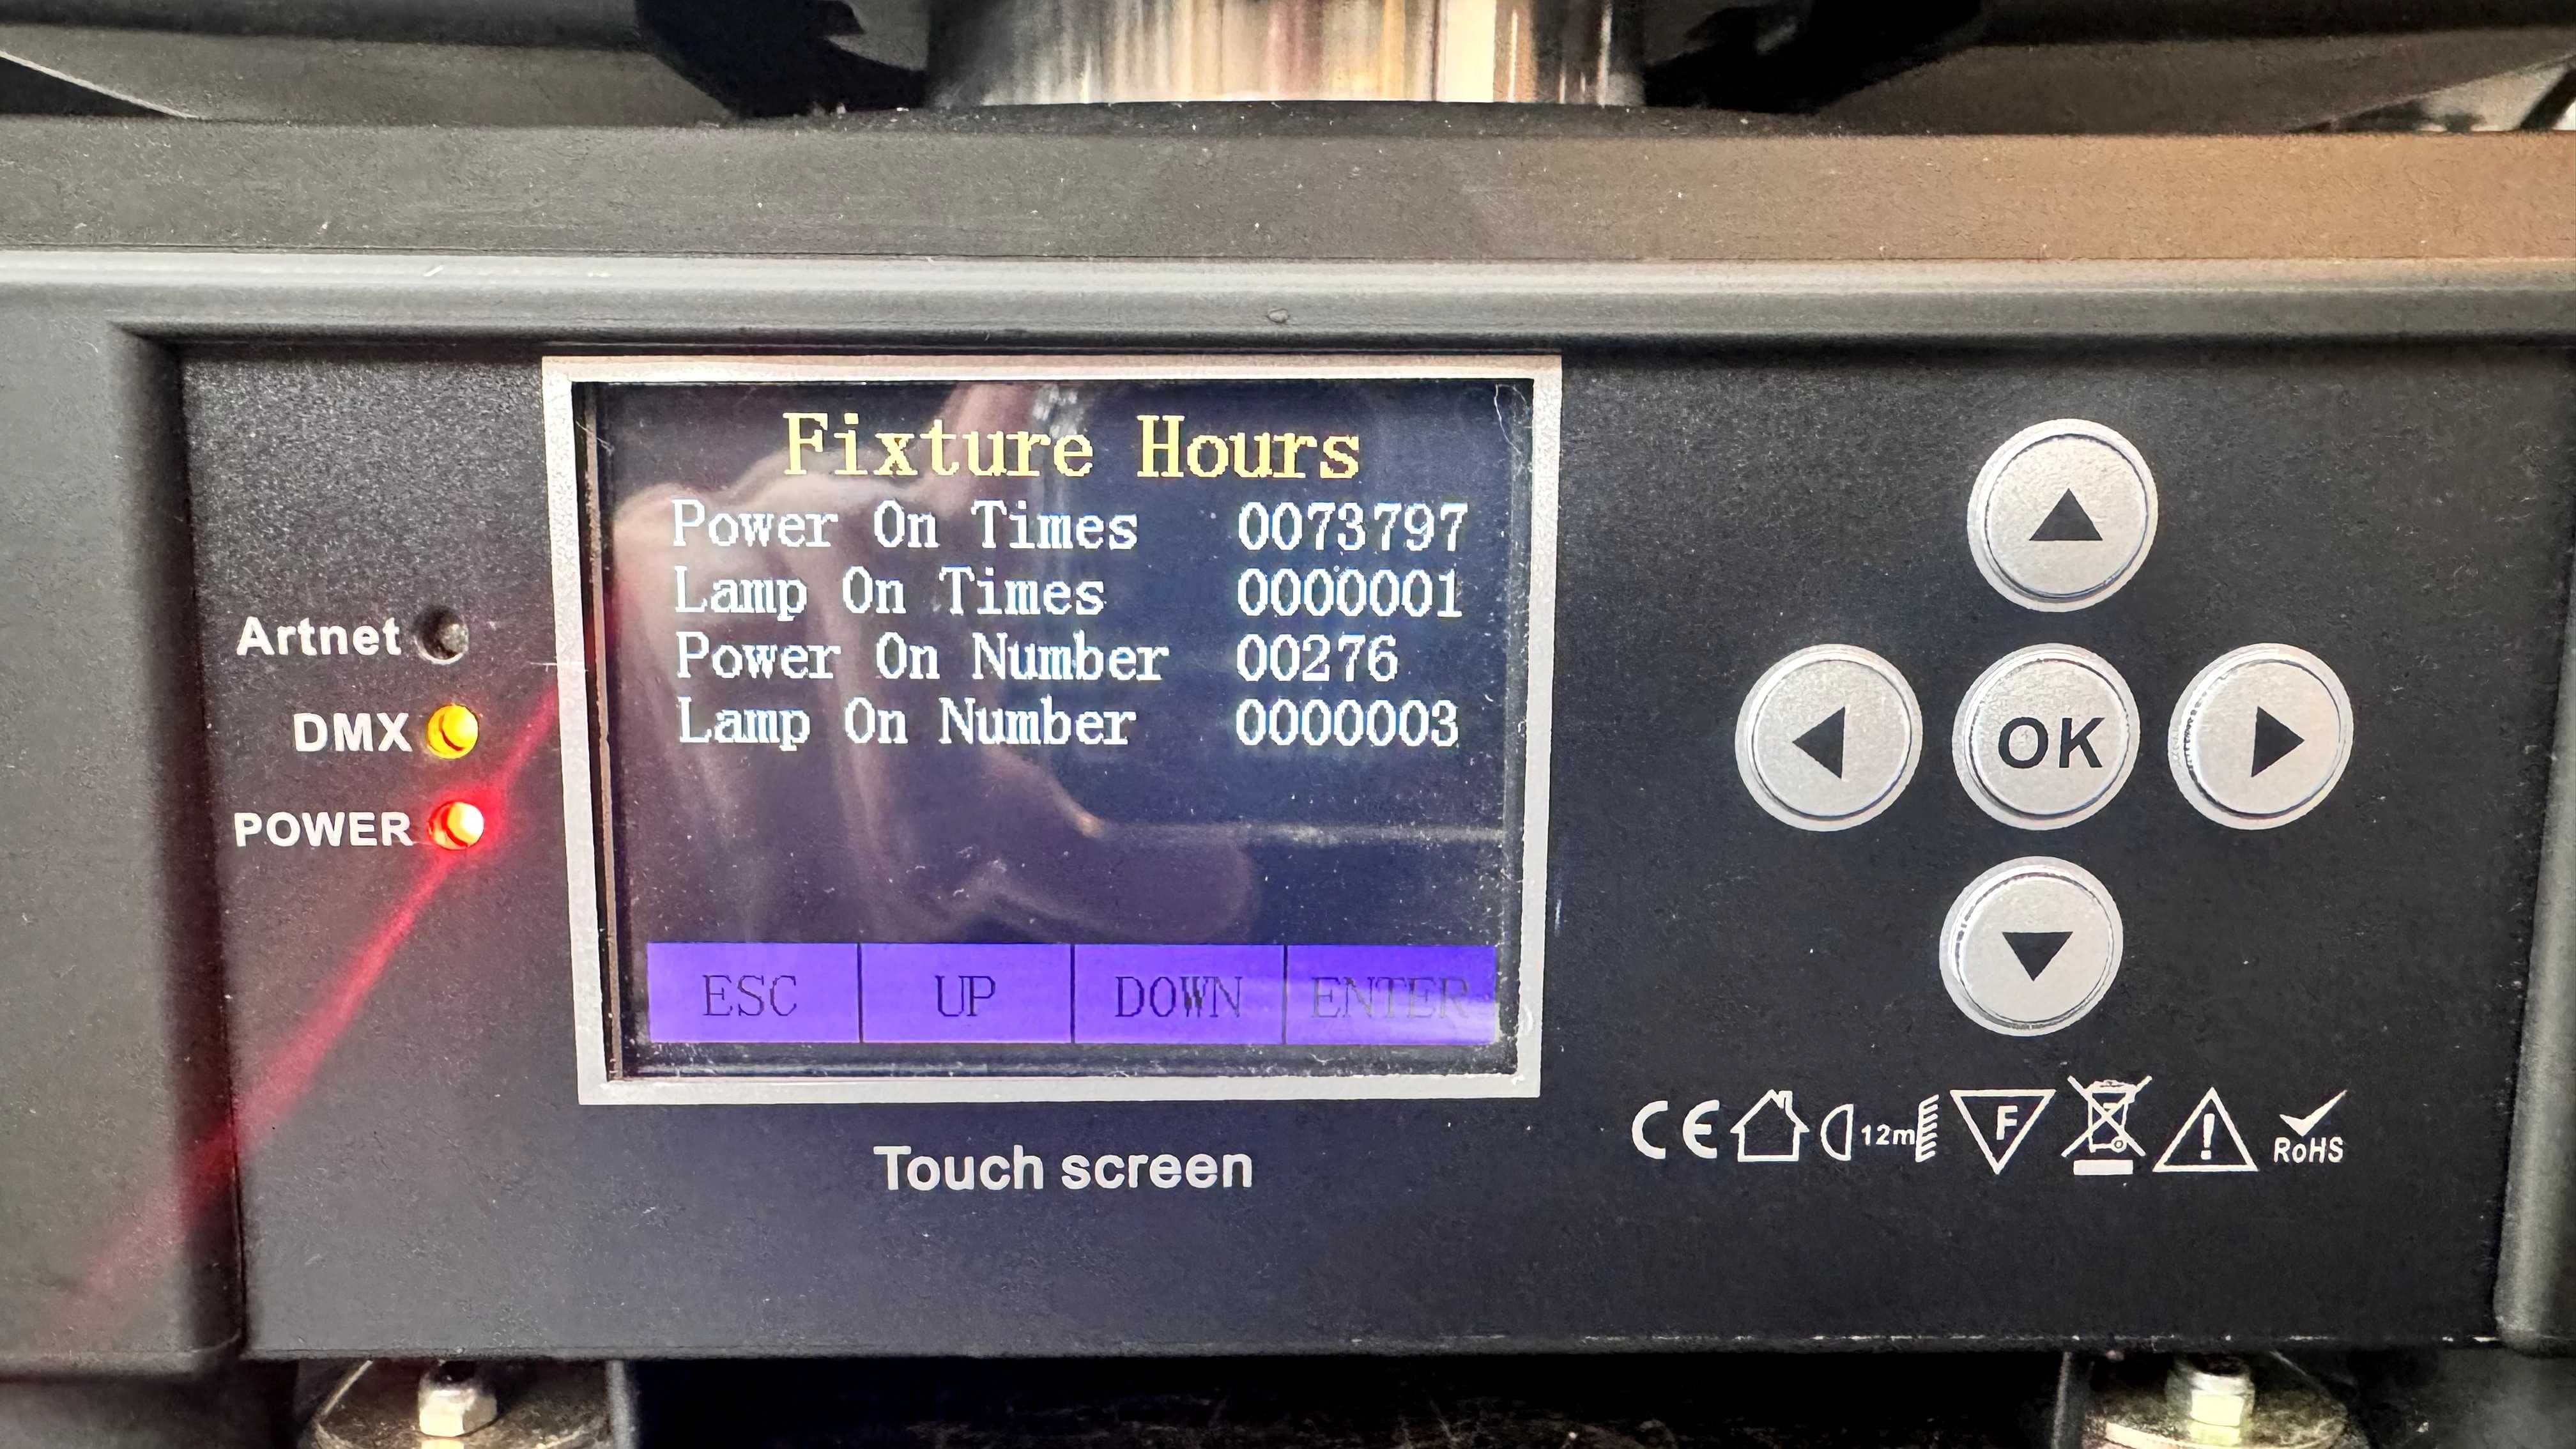 Fixture Hours
Power On Times 0073797
Lamp On Times 0000001
Power On Number 00276
Lamp On Number 0000003
ESC UP DOWN ENTER
Artnet
DMX
POWER
OK
Touch screen
CE 12m F RoHS